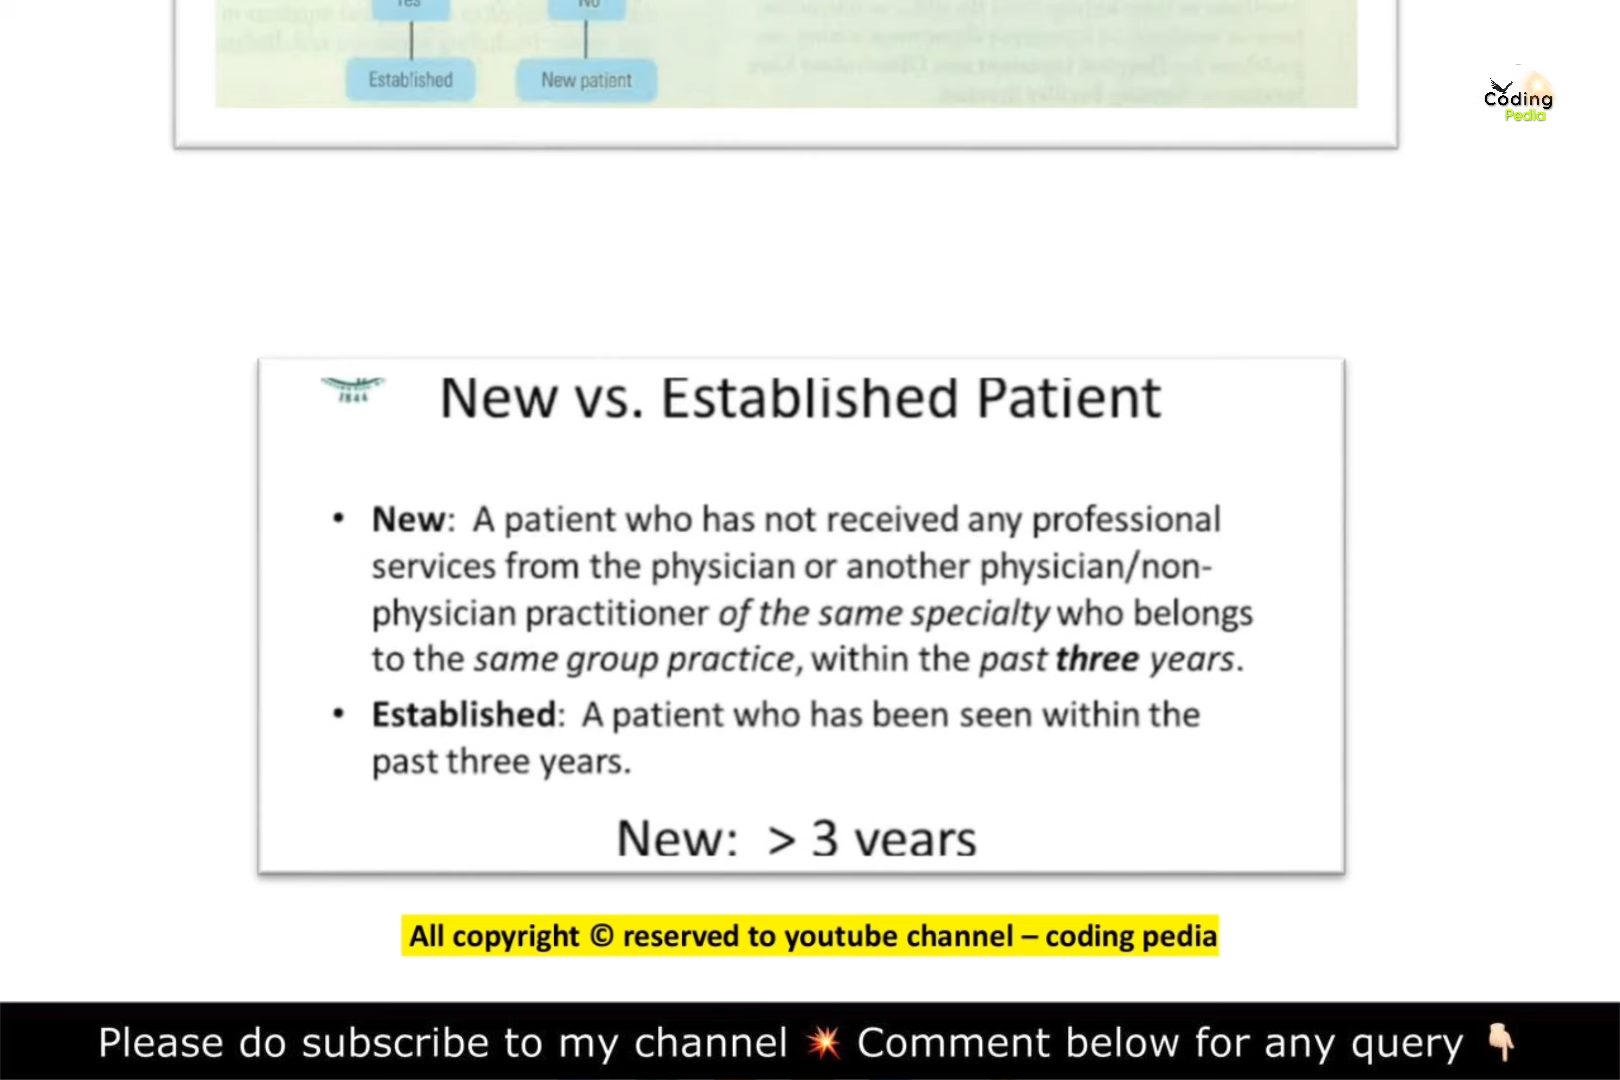 Yes
No
Established
New patient
Coding
Pedia
1844
New vs. Established Patient
• New: A patient who has not received any professional
services from the physician or another physician/non-
physician practitioner of the same specialty who belongs
to the same group practice, within the past three years.
• Established: A patient who has been seen within the
past three years.
New: > 3 years
All copyright © reserved to youtube channel – coding pedia
Please do subscribe to my channel 💥 Comment below for any query 👇🏻